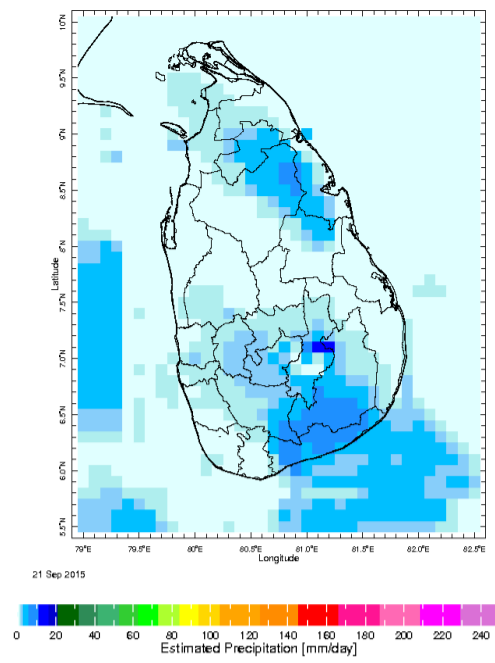 10°N
9.5°N
9°N
8.5°N
8°N
7.5°N
7.0°N
6.5°N
6.0°N
5.5°N
Latitude
79°E 79.5°E 80°E 80.5°E 81°E 81.5°E 82°E 82.5°E
Longitude
21 Sep 2015
0 20 40 60 80 100 120 140 160 180 200 220 240
Estimated Precipitation [mm/day]